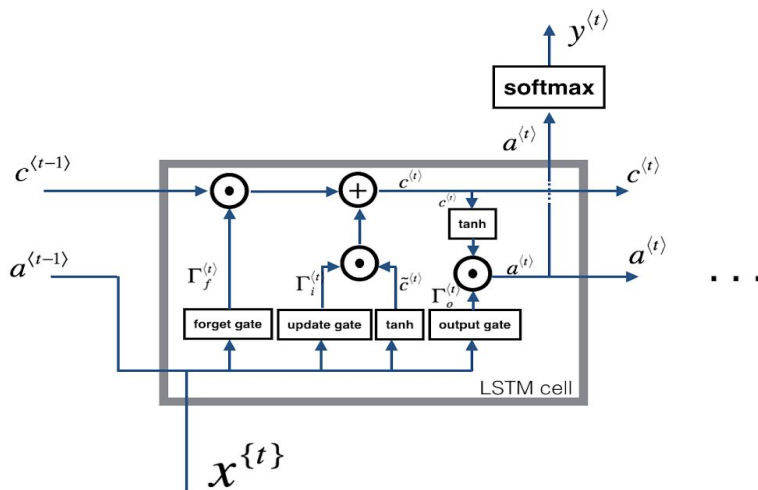 y⟨t⟩
softmax
a⟨t⟩
c⟨t-1⟩
c⟨t⟩
c⟨t⟩
c⟨t⟩
tanh
a⟨t-1⟩
Γf⟨t⟩
Γi⟨t⟩
c̃⟨t⟩
Γo⟨t⟩
a⟨t⟩
a⟨t⟩
. . .
forget gate
update gate
tanh
output gate
LSTM cell
x{t}